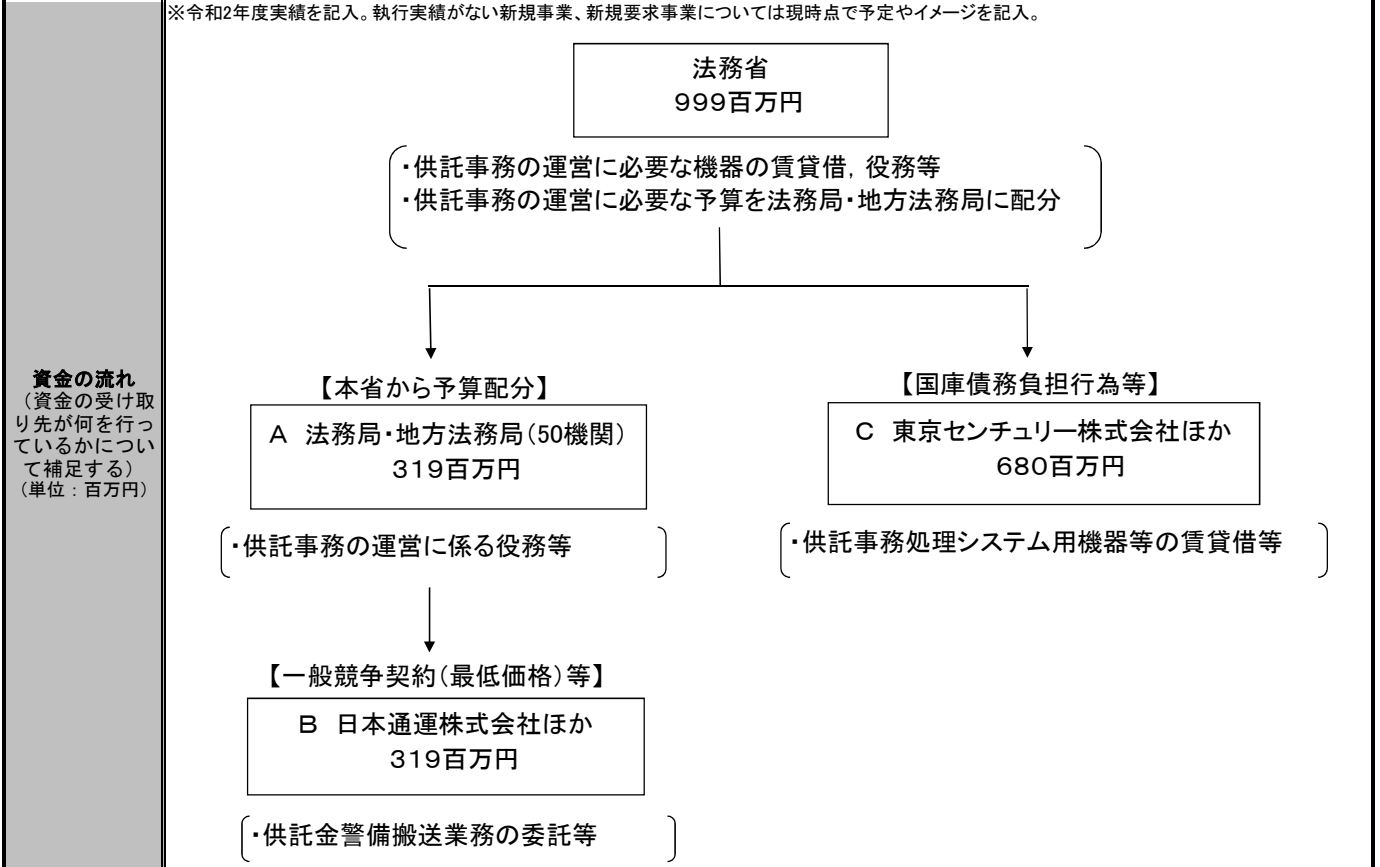 ※令和2年度実績を記入。執行実績がない新規事業、新規要求事業については現時点で予定やイメージを記入。
法務省
999百万円
・供託事務の運営に必要な機器の賃貸借，役務等
・供託事務の運営に必要な予算を法務局・地方法務局に配分
資金の流れ
（資金の受け取
り先が何を行っ
ているかについ
て補足する）
（単位：百万円）
【本省から予算配分】
A 法務局・地方法務局（50機関）
319百万円
・供託事務の運営に係る役務等
【一般競争契約（最低価格）等】
B 日本通運株式会社ほか
319百万円
・供託金警備搬送業務の委託等
【国庫債務負担行為等】
C 東京センチュリー株式会社ほか
680百万円
・供託事務処理システム用機器等の賃貸借等